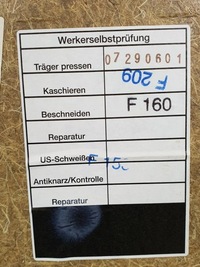 Werkerselbstprüfung
Träger pressen 07290601
Kaschieren F 209
Beschneiden F 160
Reparatur
US-Schweißen
Antiknarz/Kontrolle
Reparatur